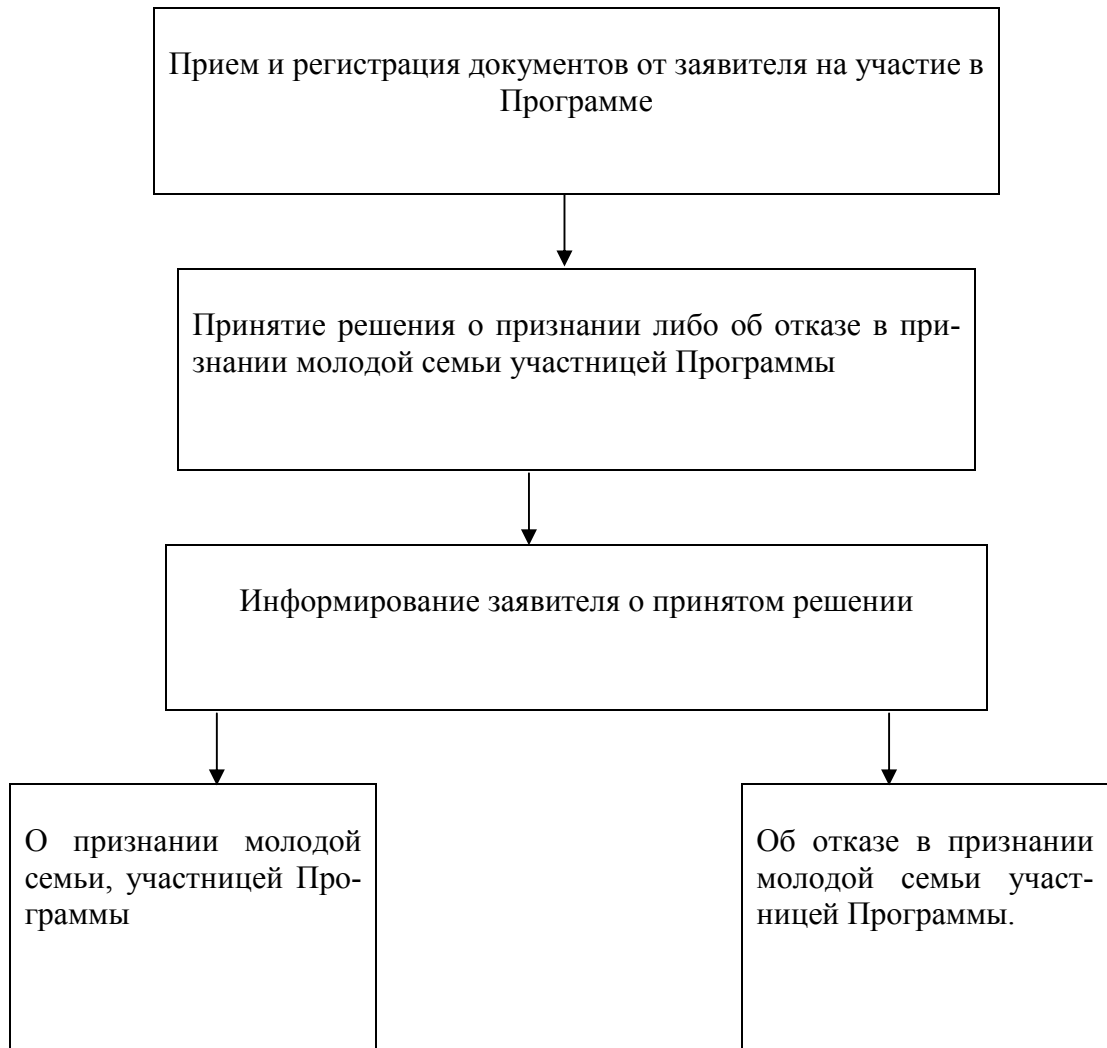 Прием и регистрация документов от заявителя на участие в
Программе
Принятие решения о признании либо об отказе в при-
знании молодой семьи участницей Программы
Информирование заявителя о принятом решении
О признании молодой
семьи, участницей Про-
граммы
Об отказе в признании
молодой семьи участ-
ницей Программы.